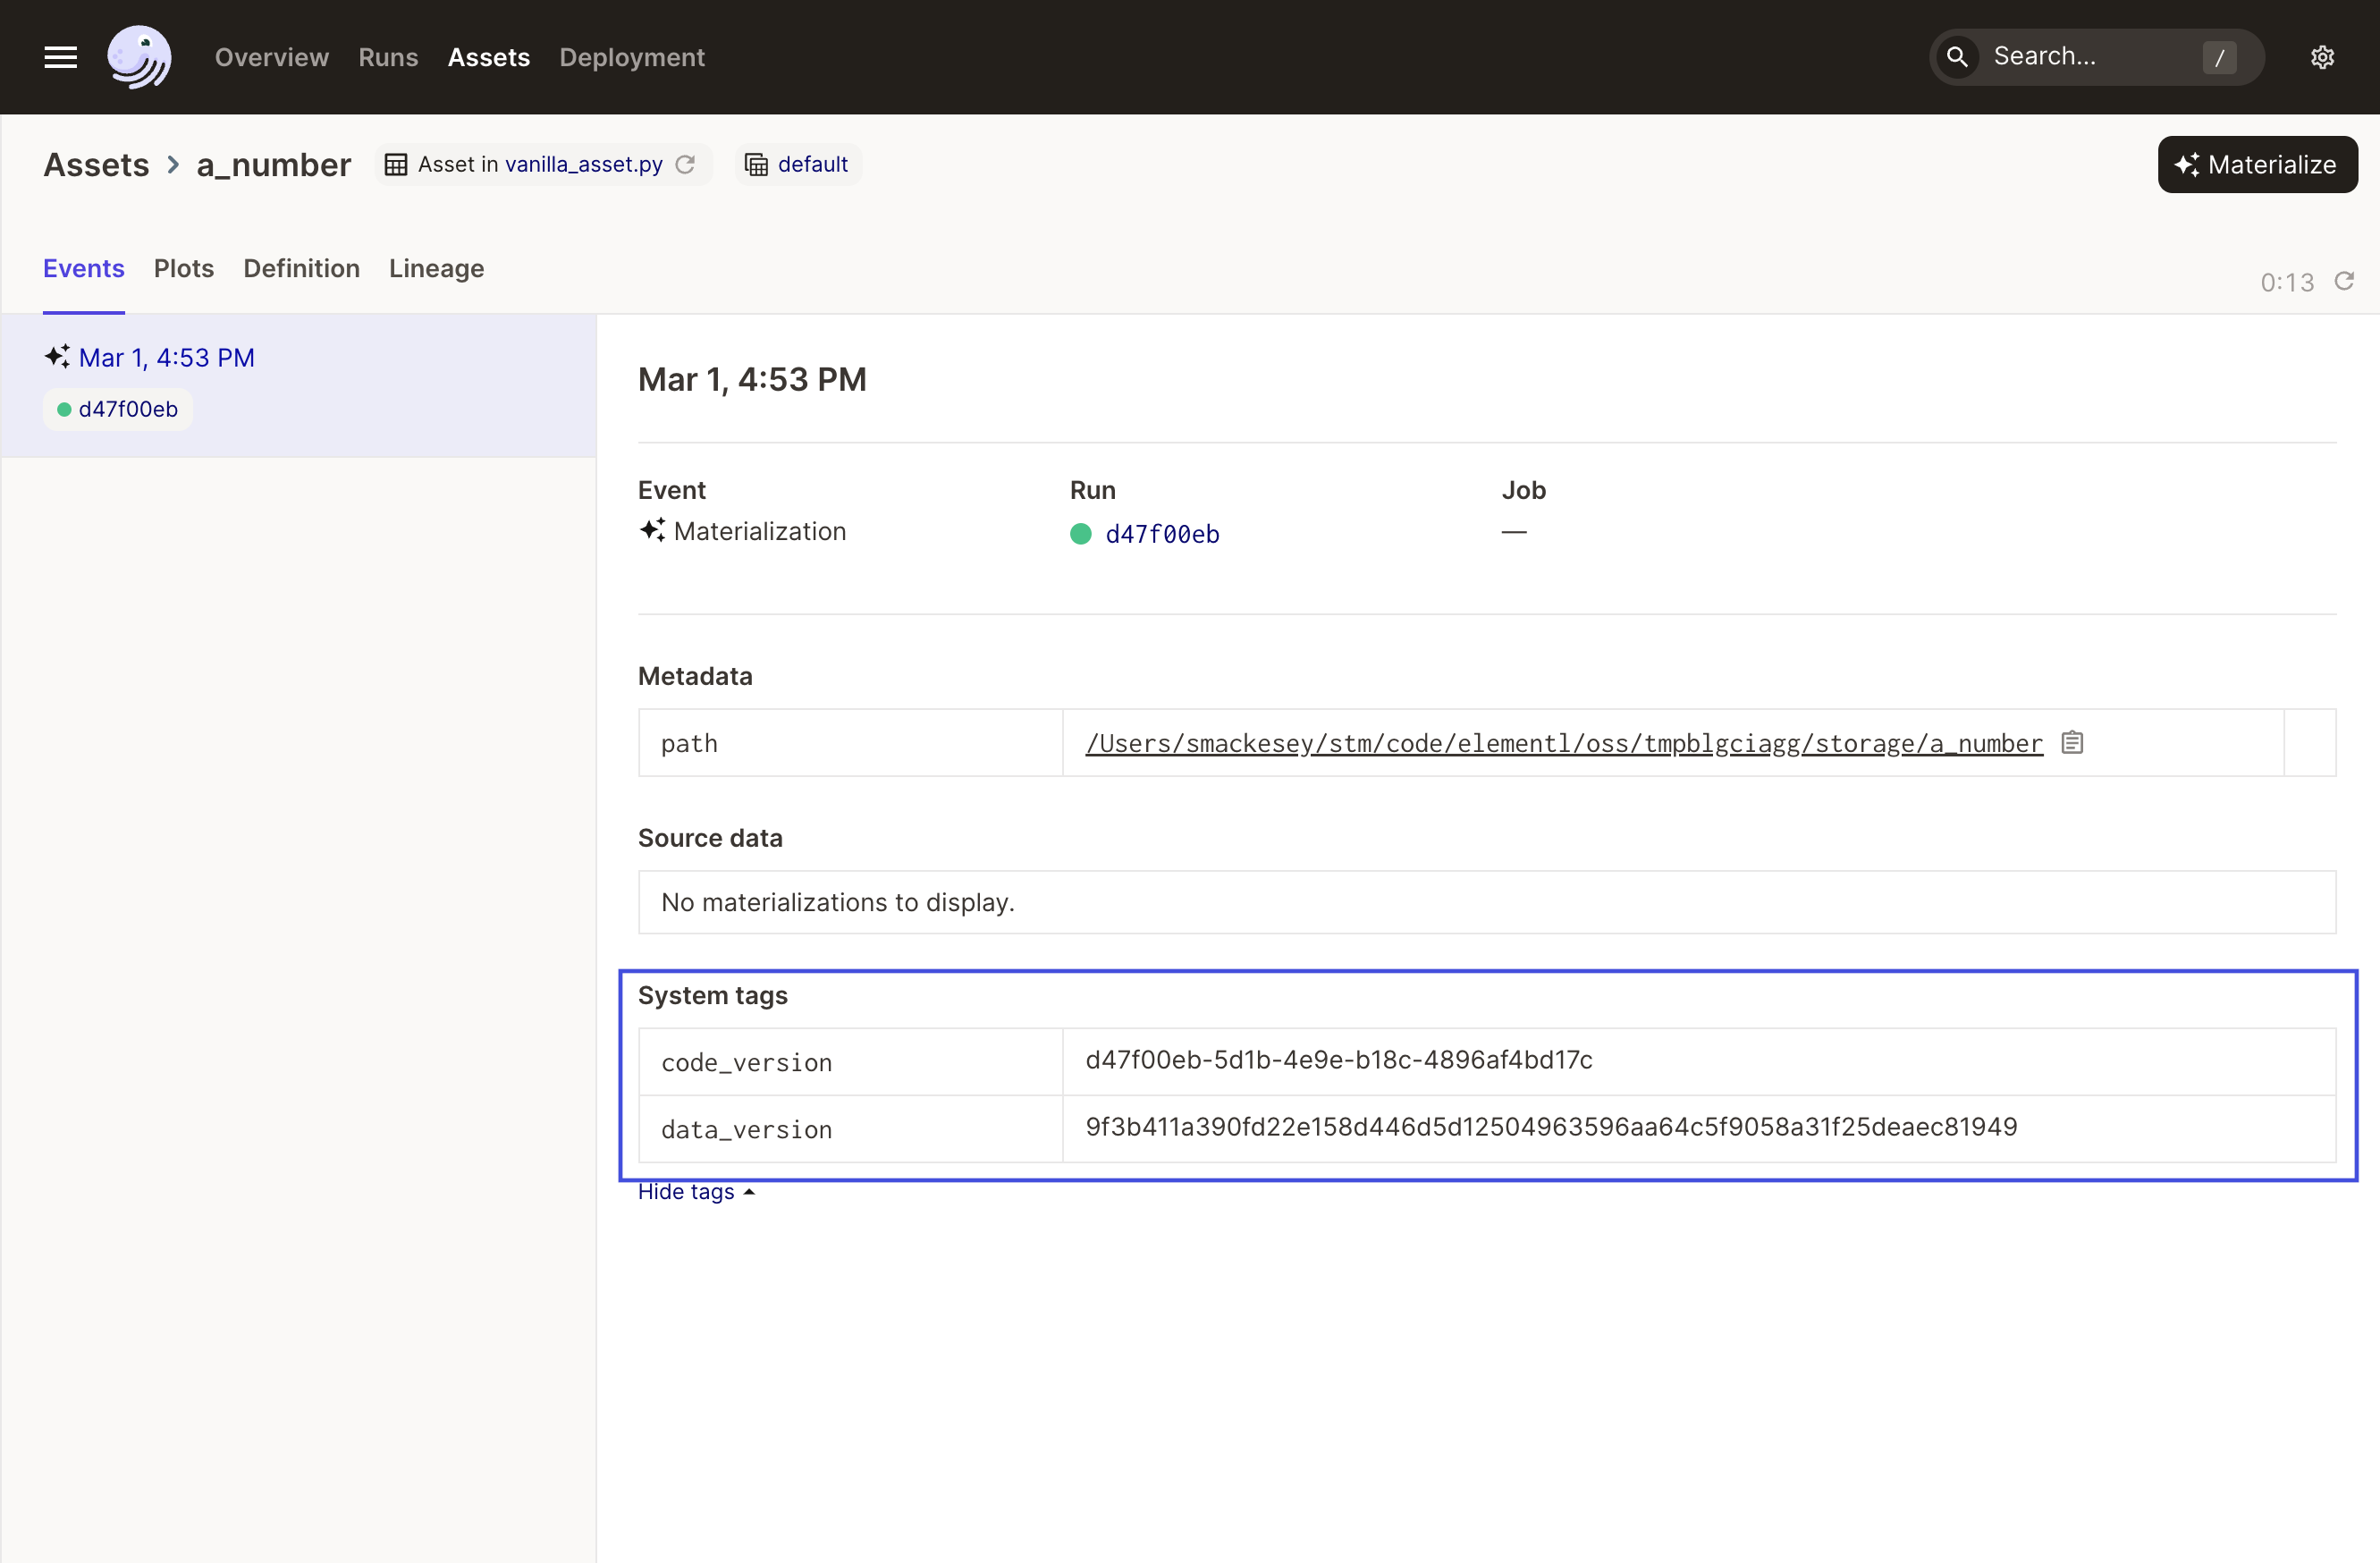 Overview Runs Assets Deployment Search... /
Assets > a_number Asset in vanilla_asset.py default Materialize
Events Plots Definition Lineage 0:13
Mar 1, 4:53 PM
d47f00eb
Mar 1, 4:53 PM
Event Run Job
Materialization d47f00eb —
Metadata
path /Users/smackesey/stm/code/elementl/oss/tmpblgciagg/storage/a_number
Source data
No materializations to display.
System tags
code_version d47f00eb-5d1b-4e9e-b18c-4896af4bd17c
data_version 9f3b411a390fd22e158d446d5d12504963596aa64c5f9058a31f25deaec81949
Hide tags